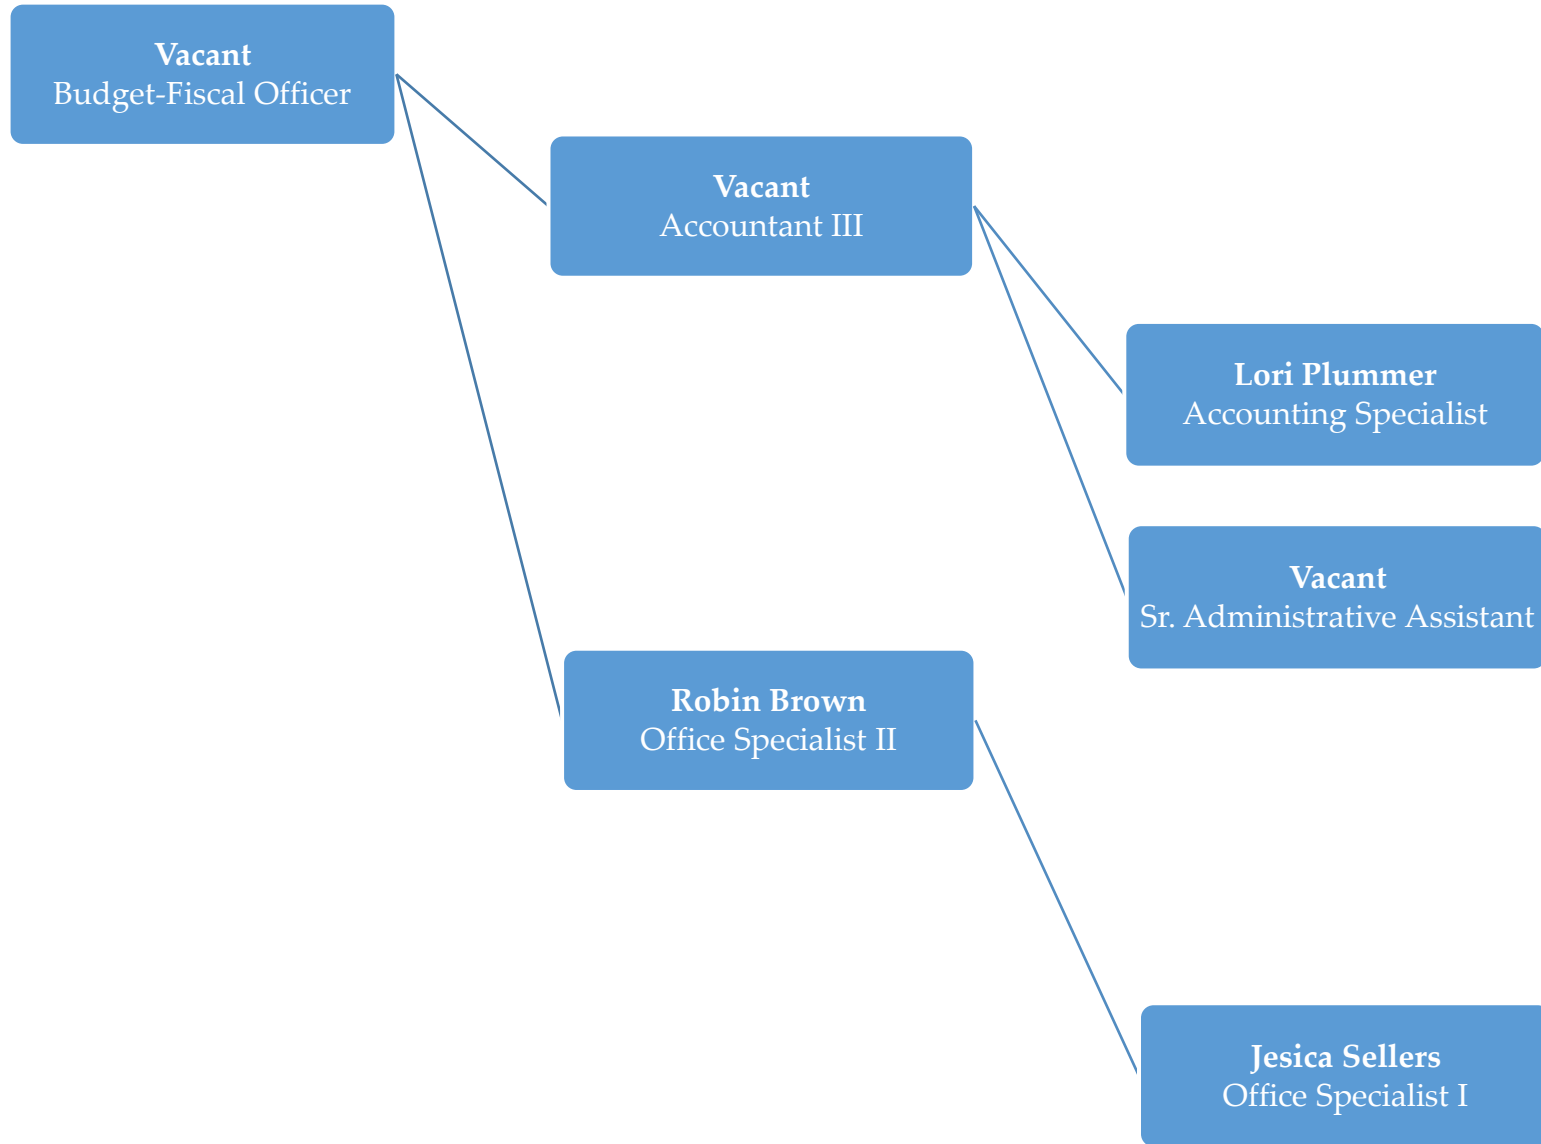 Vacant
Budget-Fiscal Officer
Vacant
Accountant III
Lori Plummer
Accounting Specialist
Vacant
Sr. Administrative Assistant
Robin Brown
Office Specialist II
Jesica Sellers
Office Specialist I